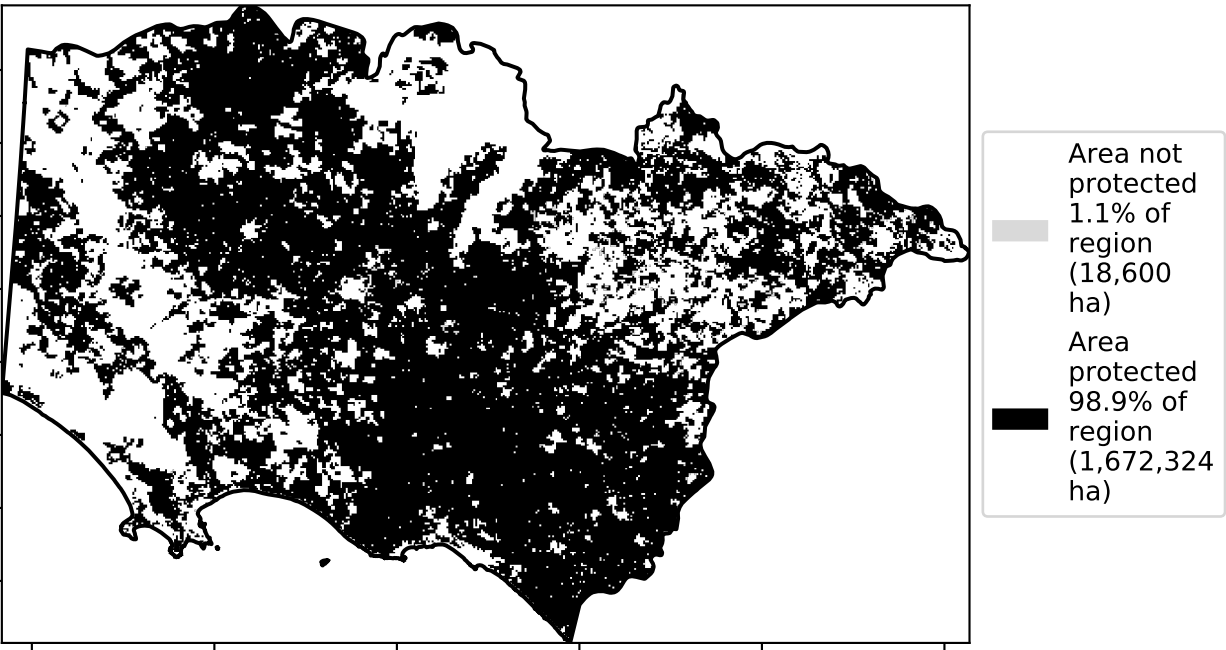 Area not
protected
1.1% of
region
(18,600
ha)
Area
protected
98.9% of
region
(1,672,324
ha)